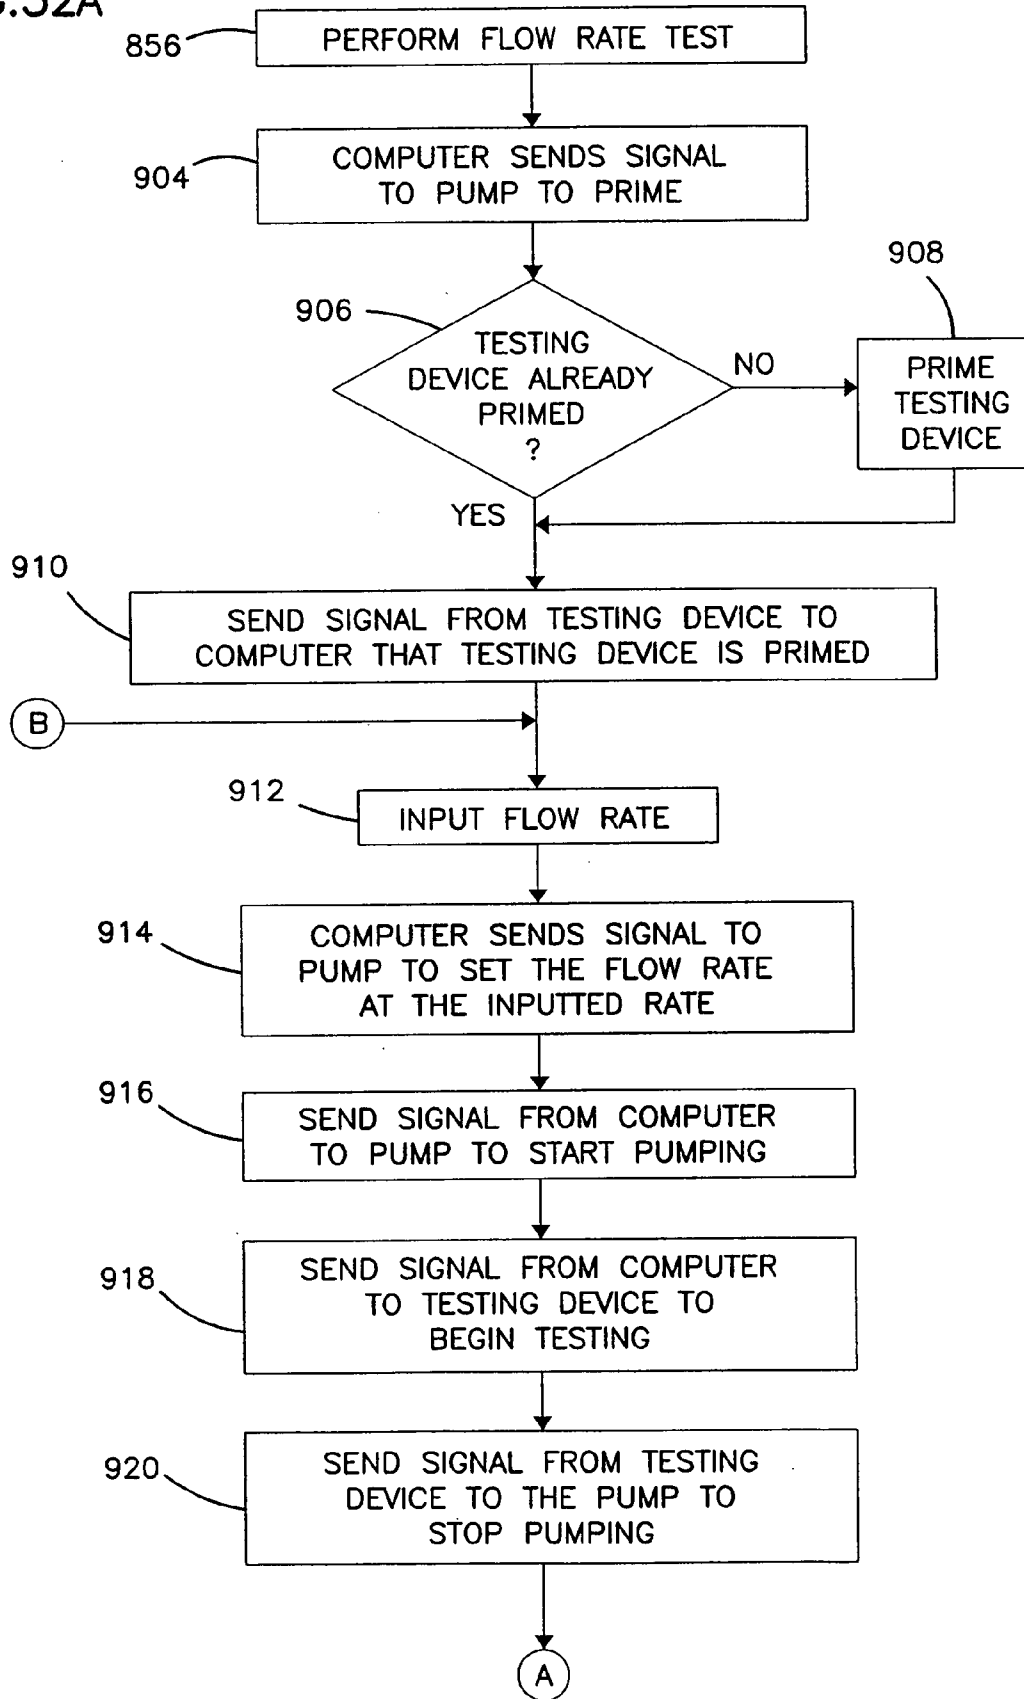 .32A
856
PERFORM FLOW RATE TEST
904
COMPUTER SENDS SIGNAL
TO PUMP TO PRIME
908
906
TESTING
DEVICE ALREADY
PRIMED
?
NO
PRIME
TESTING
DEVICE
YES
910
SEND SIGNAL FROM TESTING DEVICE TO
COMPUTER THAT TESTING DEVICE IS PRIMED
B
912
INPUT FLOW RATE
914
COMPUTER SENDS SIGNAL TO
PUMP TO SET THE FLOW RATE
AT THE INPUTTED RATE
916
SEND SIGNAL FROM COMPUTER
TO PUMP TO START PUMPING
918
SEND SIGNAL FROM COMPUTER
TO TESTING DEVICE TO
BEGIN TESTING
920
SEND SIGNAL FROM TESTING
DEVICE TO THE PUMP TO
STOP PUMPING
A